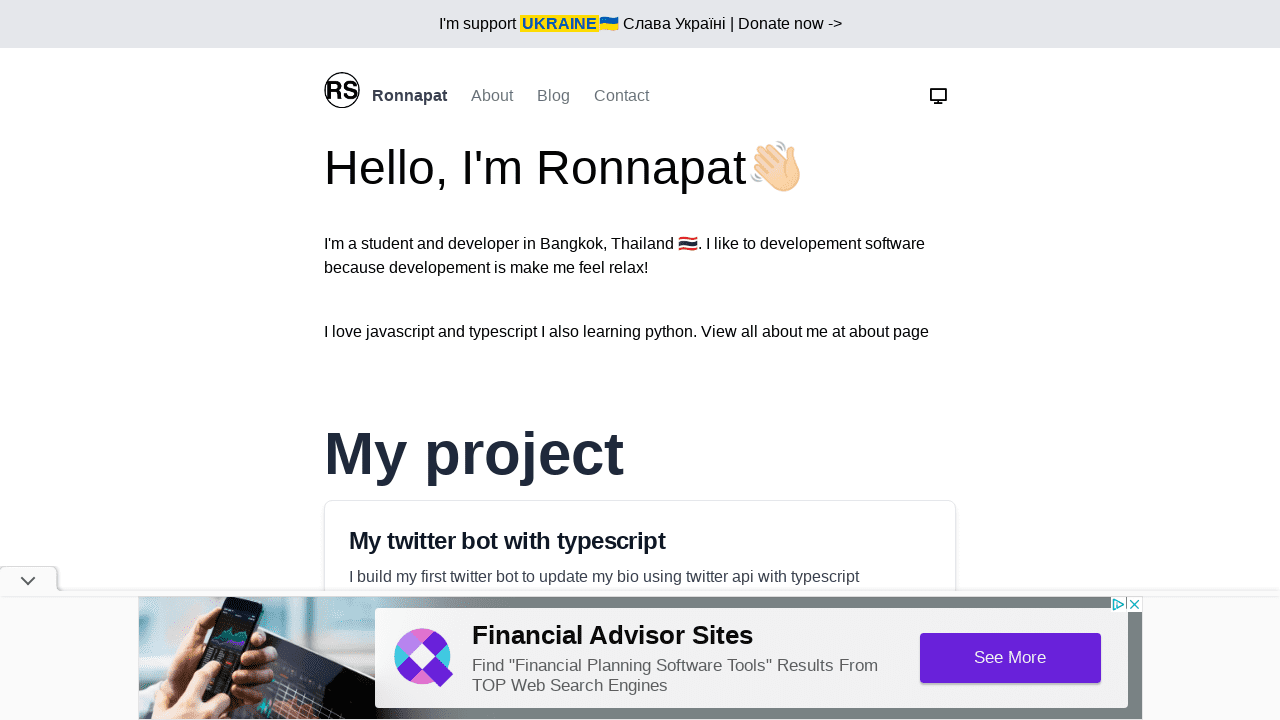 I'm support UKRAINE🇺🇦 Слава Україні | Donate now ->
RS Ronnapat About Blog Contact
Hello, I'm Ronnapat👋🏻
I'm a student and developer in Bangkok, Thailand 🇹🇭. I like to developement software
because developement is make me feel relax!
I love javascript and typescript I also learning python. View all about me at about page
My project
My twitter bot with typescript
I build my first twitter bot to update my bio using twitter api with typescript
Financial Advisor Sites
Find "Financial Planning Software Tools" Results From
TOP Web Search Engines
See More